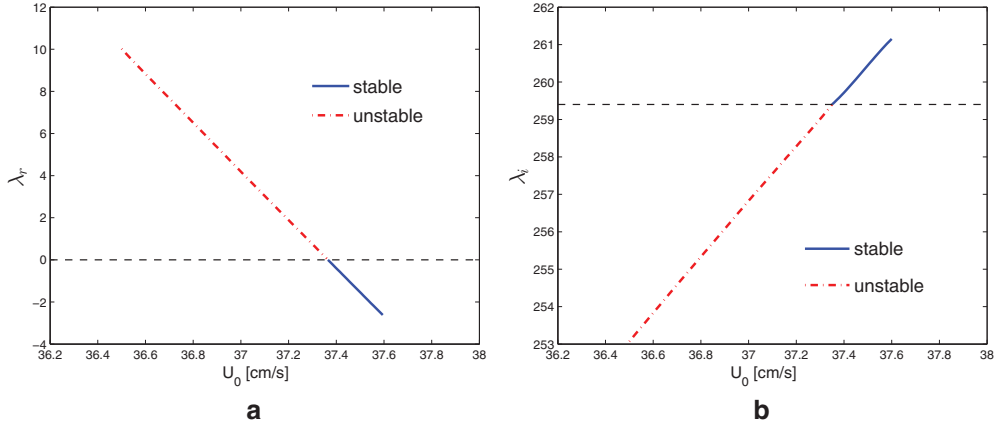 12
10
8
6
4
2
0
−2
−4
λr
stable
unstable
36.2 36.4 36.6 36.8 37 37.2 37.4 37.6 37.8 38
U0 [cm/s]
a
262
261
260
259
258
257
256
255
254
253
λi
stable
unstable
36.2 36.4 36.6 36.8 37 37.2 37.4 37.6 37.8 38
U0 [cm/s]
b